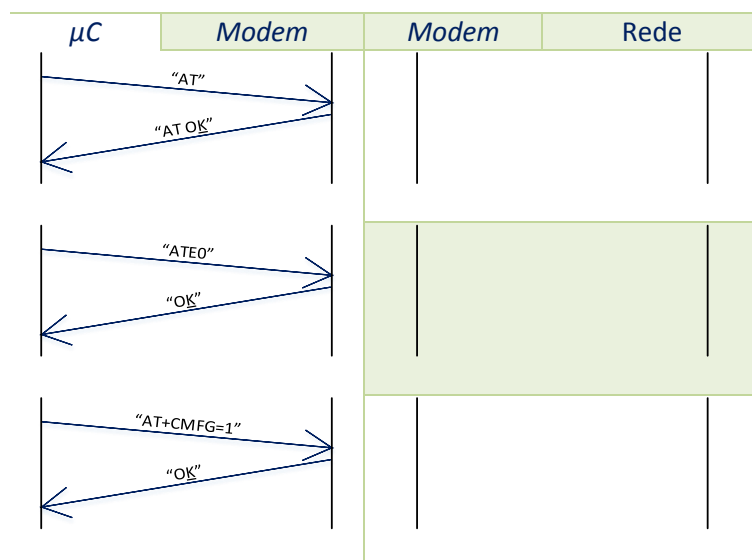 µC Modem Modem Rede
“AT”
“AT OK”
“ATE0”
“OK”
“AT+CMFG=1”
“OK”